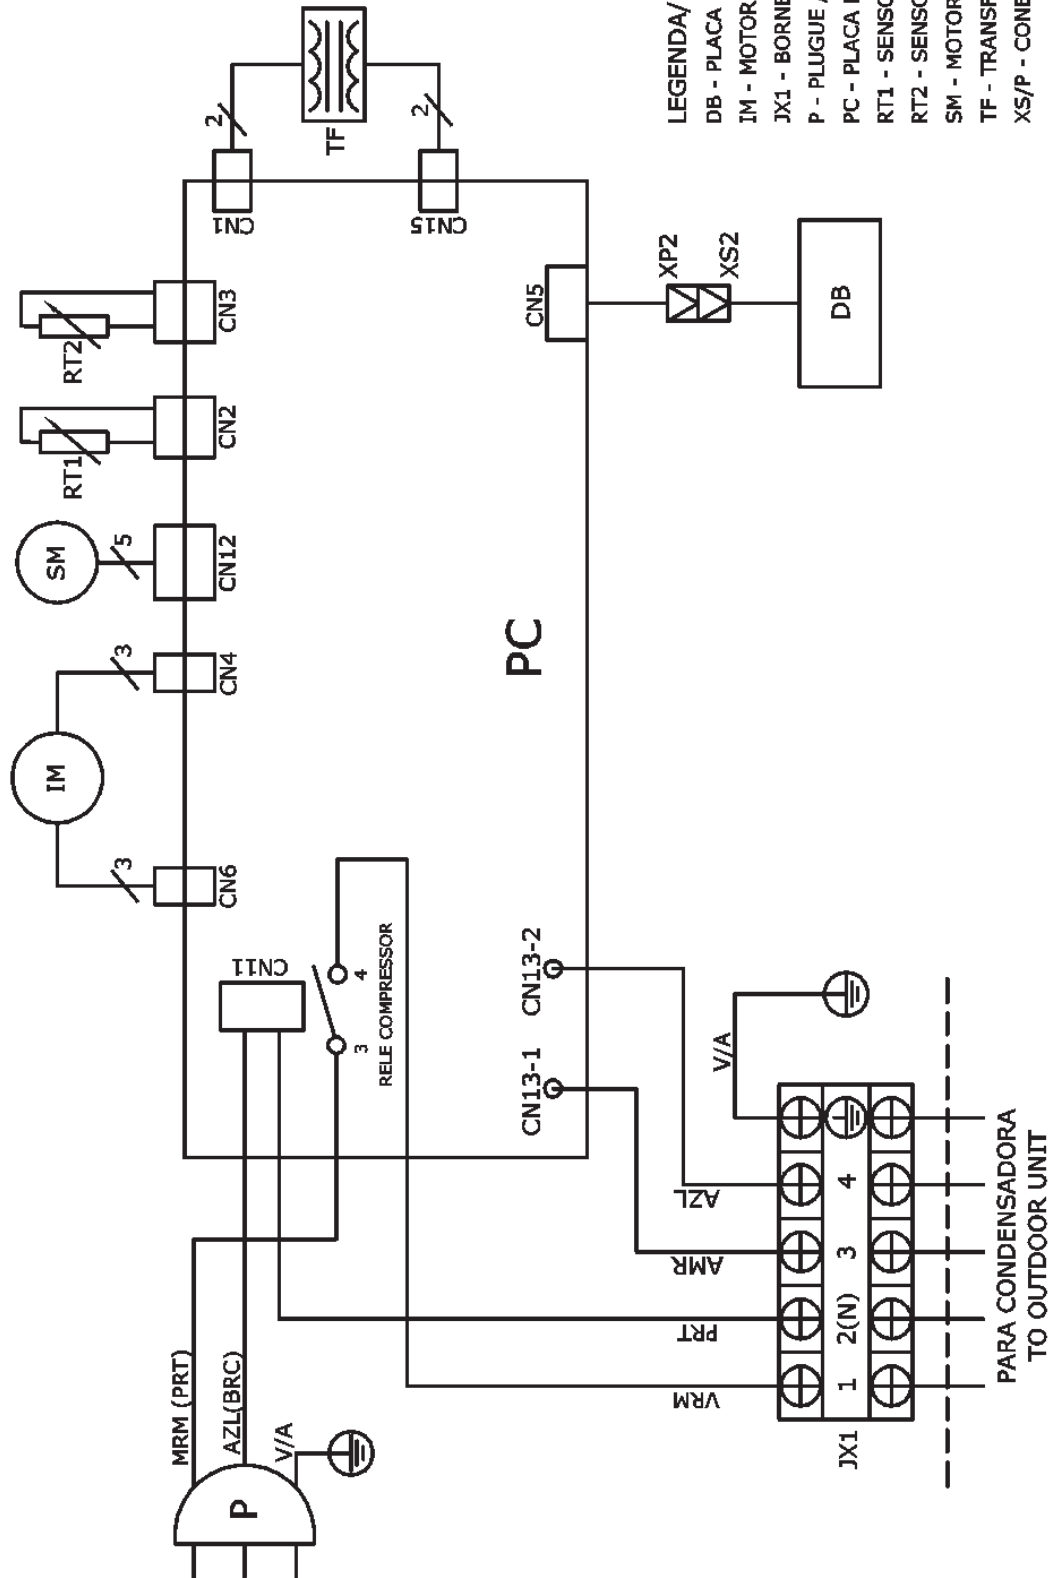 P
MRM (PRT)
AZL(BRC)
V/A
CN11
3
4
RELE COMPRESSOR
IM
3
CN6
3
CN4
SM
5
CN12
RT1
CN2
RT2
CN3
2
CN1
TF
2
CN15
PC
CN13-1
CN13-2
CN5
XP2
XS2
DB
VRM
PRT
AMR
AZL
V/A
JX1
1
2(N)
3
4
PARA CONDENSADORA
TO OUTDOOR UNIT
LEGENDA/
DB - PLACA
IM - MOTOR
JX1 - BORNE
P - PLUGUE /
PC - PLACA
RT1 - SENSO
RT2 - SENSO
SM - MOTOR
TF - TRANSF
XS/P - CONE